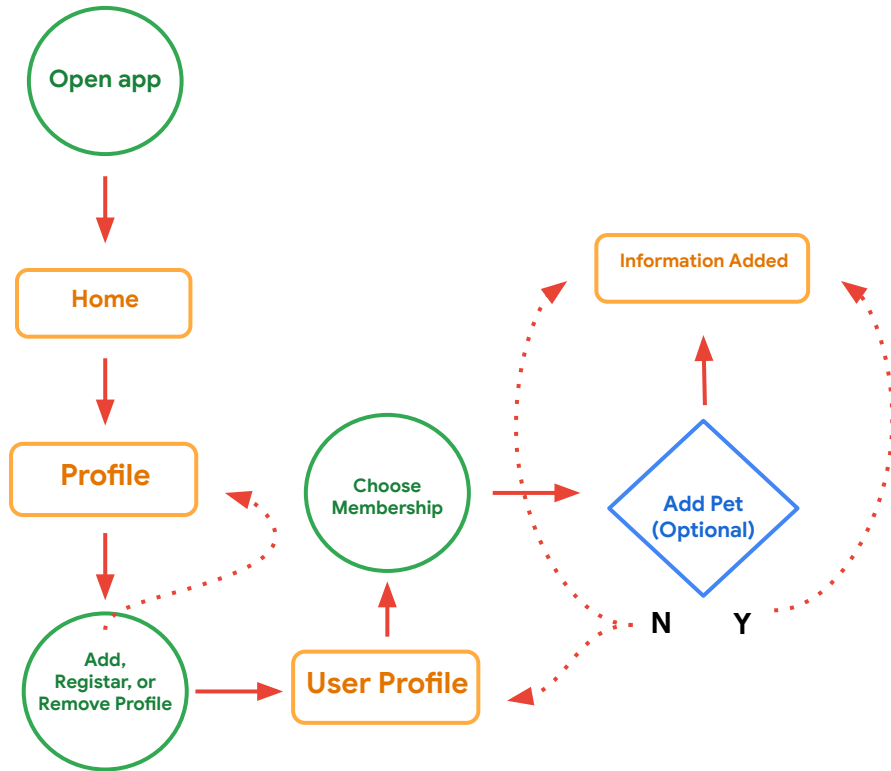 Open app
Home
Profile
Add,
Registar, or
Remove Profile
User Profile
Choose
Membership
Add Pet
(Optional)
N
Y
Information Added